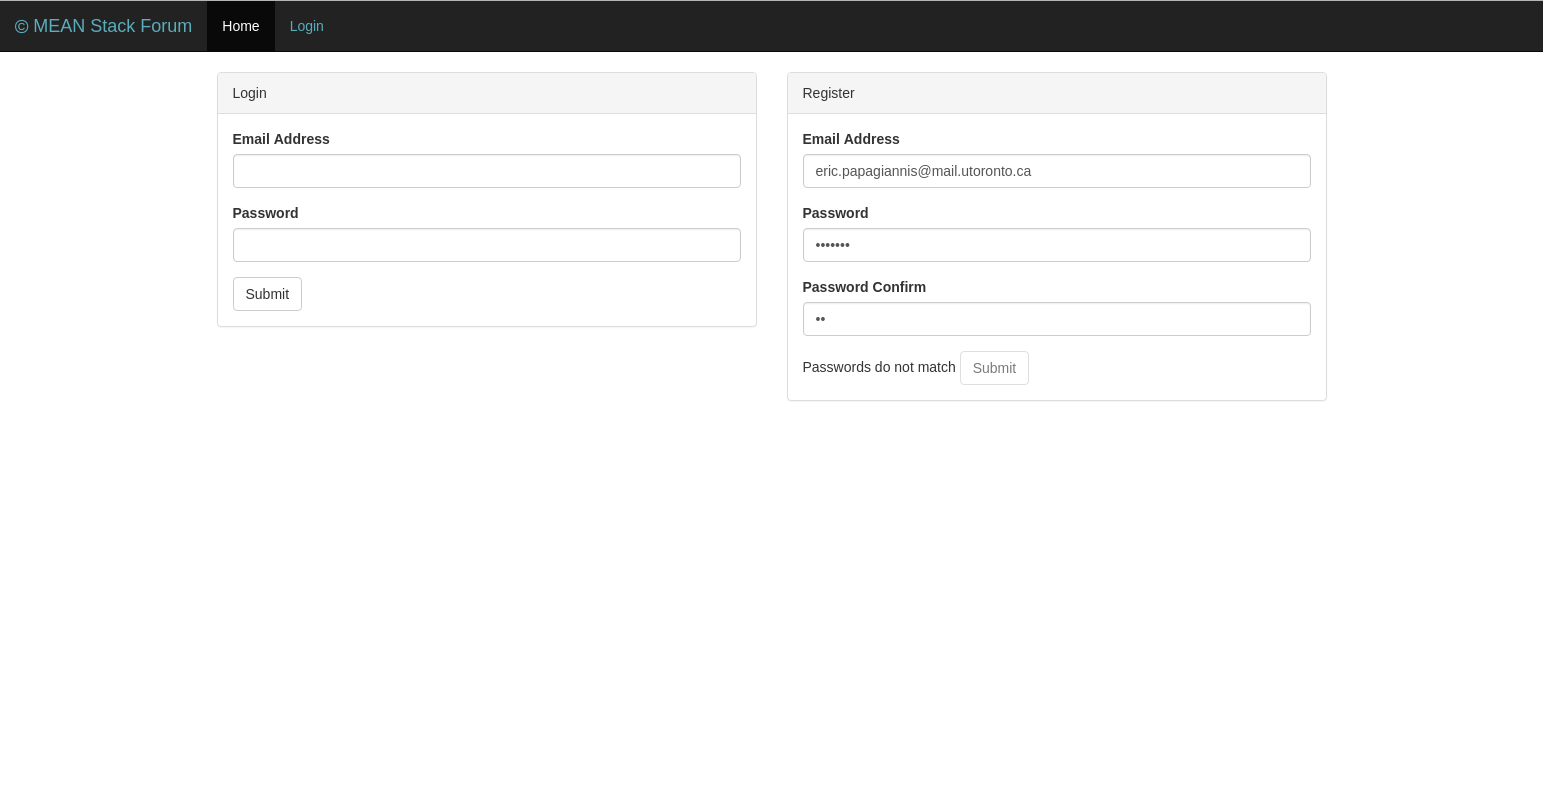 © MEAN Stack Forum Home Login
Login
Email Address
Password
Submit
Register
Email Address
eric.papagiannis@mail.utoronto.ca
Password
•••••••
Password Confirm
••
Passwords do not match Submit